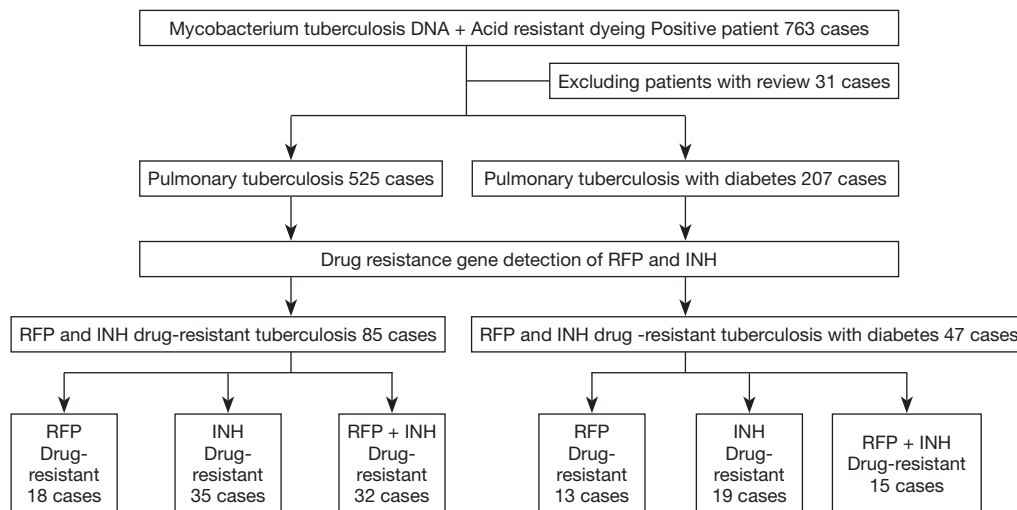 Mycobacterium tuberculosis DNA + Acid resistant dyeing Positive patient 763 cases
Excluding patients with review 31 cases
Pulmonary tuberculosis 525 cases
Pulmonary tuberculosis with diabetes 207 cases
Drug resistance gene detection of RFP and INH
RFP and INH drug-resistant tuberculosis 85 cases
RFP and INH drug -resistant tuberculosis with diabetes 47 cases
RFP
Drug-
resistant
18 cases
INH
Drug-
resistant
35 cases
RFP + INH
Drug-
resistant
32 cases
RFP
Drug-
resistant
13 cases
INH
Drug-
resistant
19 cases
RFP + INH
Drug-resistant
15 cases